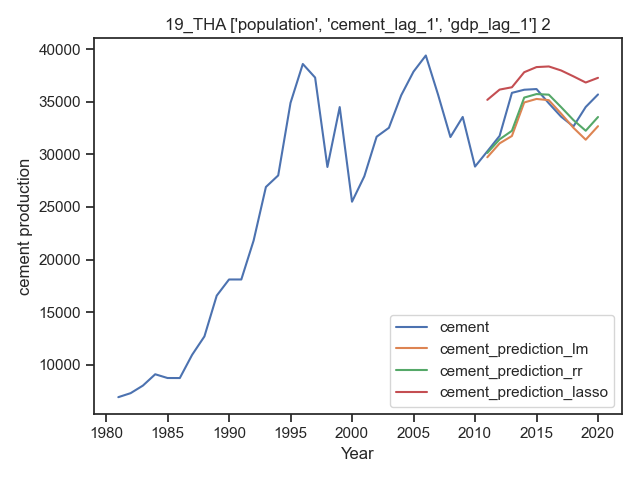 19_THA ['population', 'cement_lag_1', 'gdp_lag_1'] 2
40000
35000
30000
25000
20000
15000
10000
cement production
1980 1985 1990 1995 2000 2005 2010 2015 2020
Year
cement
cement_prediction_lm
cement_prediction_rr
cement_prediction_lasso